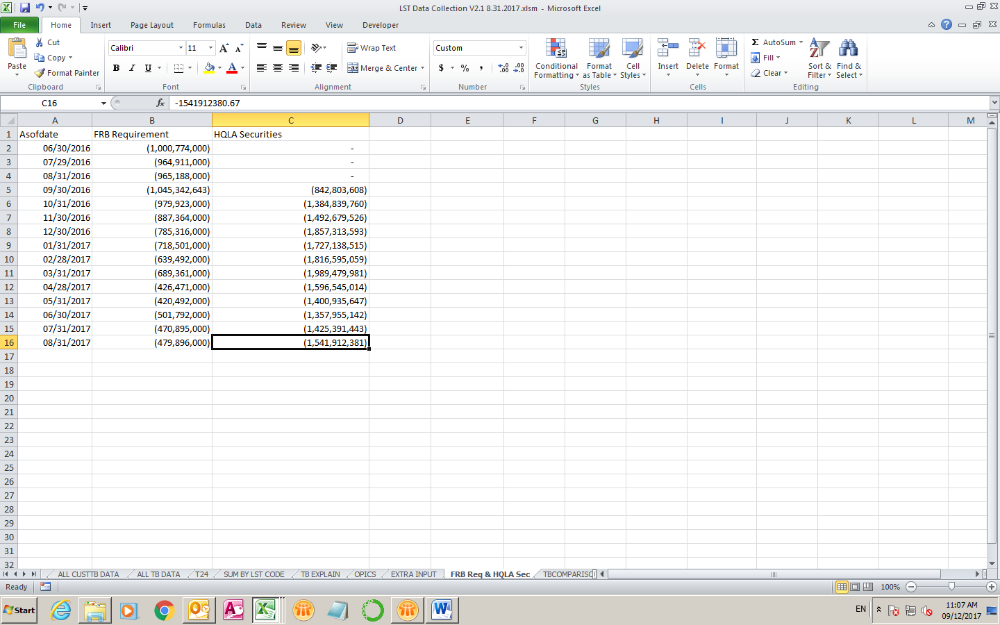 LST Data Collection V2.1 8.31.2017.xlsm - Microsoft Excel
File Home Insert Page Layout Formulas Data Review View Developer
Paste Cut Copy Format Painter Clipboard
Calibri 11 B I U A A A Font
Wrap Text Merge & Center Alignment
Custom $ % , .00 .00 Number
Conditional Formatting Format as Table Cell Styles Styles
Insert Delete Format Cells
Σ AutoSum Fill Clear Sort & Filter Find & Select Editing
C16 fx -1541912380.67
A B C D E F G H I J K L M
1 Asofdate FRB Requirement HQLA Securities
2 06/30/2016 (1,000,774,000) -
3 07/29/2016 (964,911,000) -
4 08/31/2016 (965,188,000) -
5 09/30/2016 (1,045,342,643) (842,803,608)
6 10/31/2016 (979,923,000) (1,384,839,760)
7 11/30/2016 (887,364,000) (1,492,679,526)
8 12/30/2016 (785,316,000) (1,857,313,593)
9 01/31/2017 (718,501,000) (1,727,138,515)
10 02/28/2017 (639,492,000) (1,816,595,059)
11 03/31/2017 (689,361,000) (1,989,479,981)
12 04/28/2017 (426,471,000) (1,596,545,014)
13 05/31/2017 (420,492,000) (1,400,935,647)
14 06/30/2017 (501,792,000) (1,357,955,142)
15 07/31/2017 (470,895,000) (1,425,391,443)
16 08/31/2017 (479,896,000) (1,541,912,381)
17
18
19
20
21
22
23
24
25
26
27
28
29
30
31
32
ALL CUSTTB DATA ALL TB DATA T24 SUM BY LST CODE TB EXPLAIN OPICS EXTRA INPUT FRB Req & HQLA Sec TBCOMPARISC
Ready 100%
Start EN 11:07 AM
09/12/2017